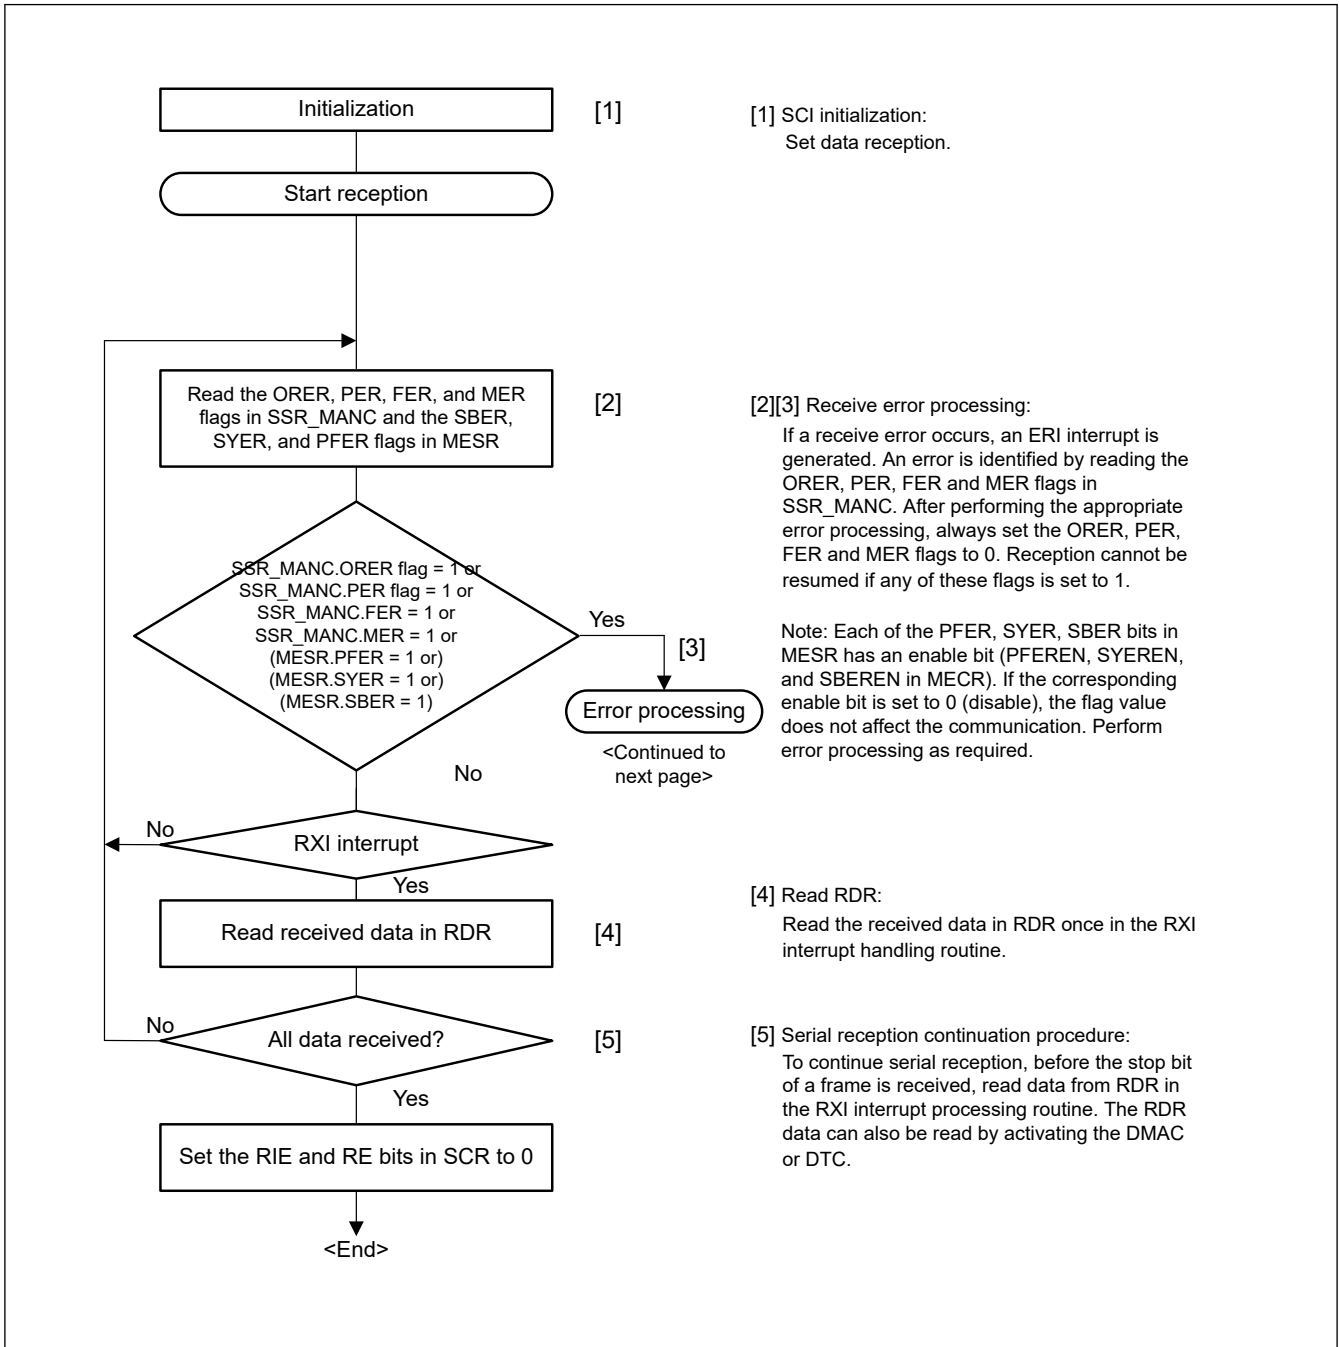 Initialization
[1]
[1] SCI initialization:
Set data reception.
Start reception
Read the ORER, PER, FER, and MER
flags in SSR_MANC and the SBER,
SYER, and PFER flags in MESR
[2]
[2][3] Receive error processing:
If a receive error occurs, an ERI interrupt is
generated. An error is identified by reading the
ORER, PER, FER and MER flags in
SSR_MANC. After performing the appropriate
error processing, always set the ORER, PER,
FER and MER flags to 0. Reception cannot be
resumed if any of these flags is set to 1.
Note: Each of the PFER, SYER, SBER bits in
MESR has an enable bit (PFEREN, SYEREN,
and SBEREN in MECR). If the corresponding
enable bit is set to 0 (disable), the flag value
does not affect the communication. Perform
error processing as required.
SSR_MANC.ORER flag = 1 or
SSR_MANC.PER flag = 1 or
SSR_MANC.FER = 1 or
SSR_MANC.MER = 1 or
(MESR.PFER = 1 or)
(MESR.SYER = 1 or)
(MESR.SBER = 1)
Yes
[3]
Error processing
<Continued to
next page>
No
No
RXI interrupt
Yes
Read received data in RDR
[4]
[4] Read RDR:
Read the received data in RDR once in the RXI
interrupt handling routine.
No
All data received?
[5]
[5] Serial reception continuation procedure:
To continue serial reception, before the stop bit
of a frame is received, read data from RDR in
the RXI interrupt processing routine. The RDR
data can also be read by activating the DMAC
or DTC.
Yes
Set the RIE and RE bits in SCR to 0
<End>